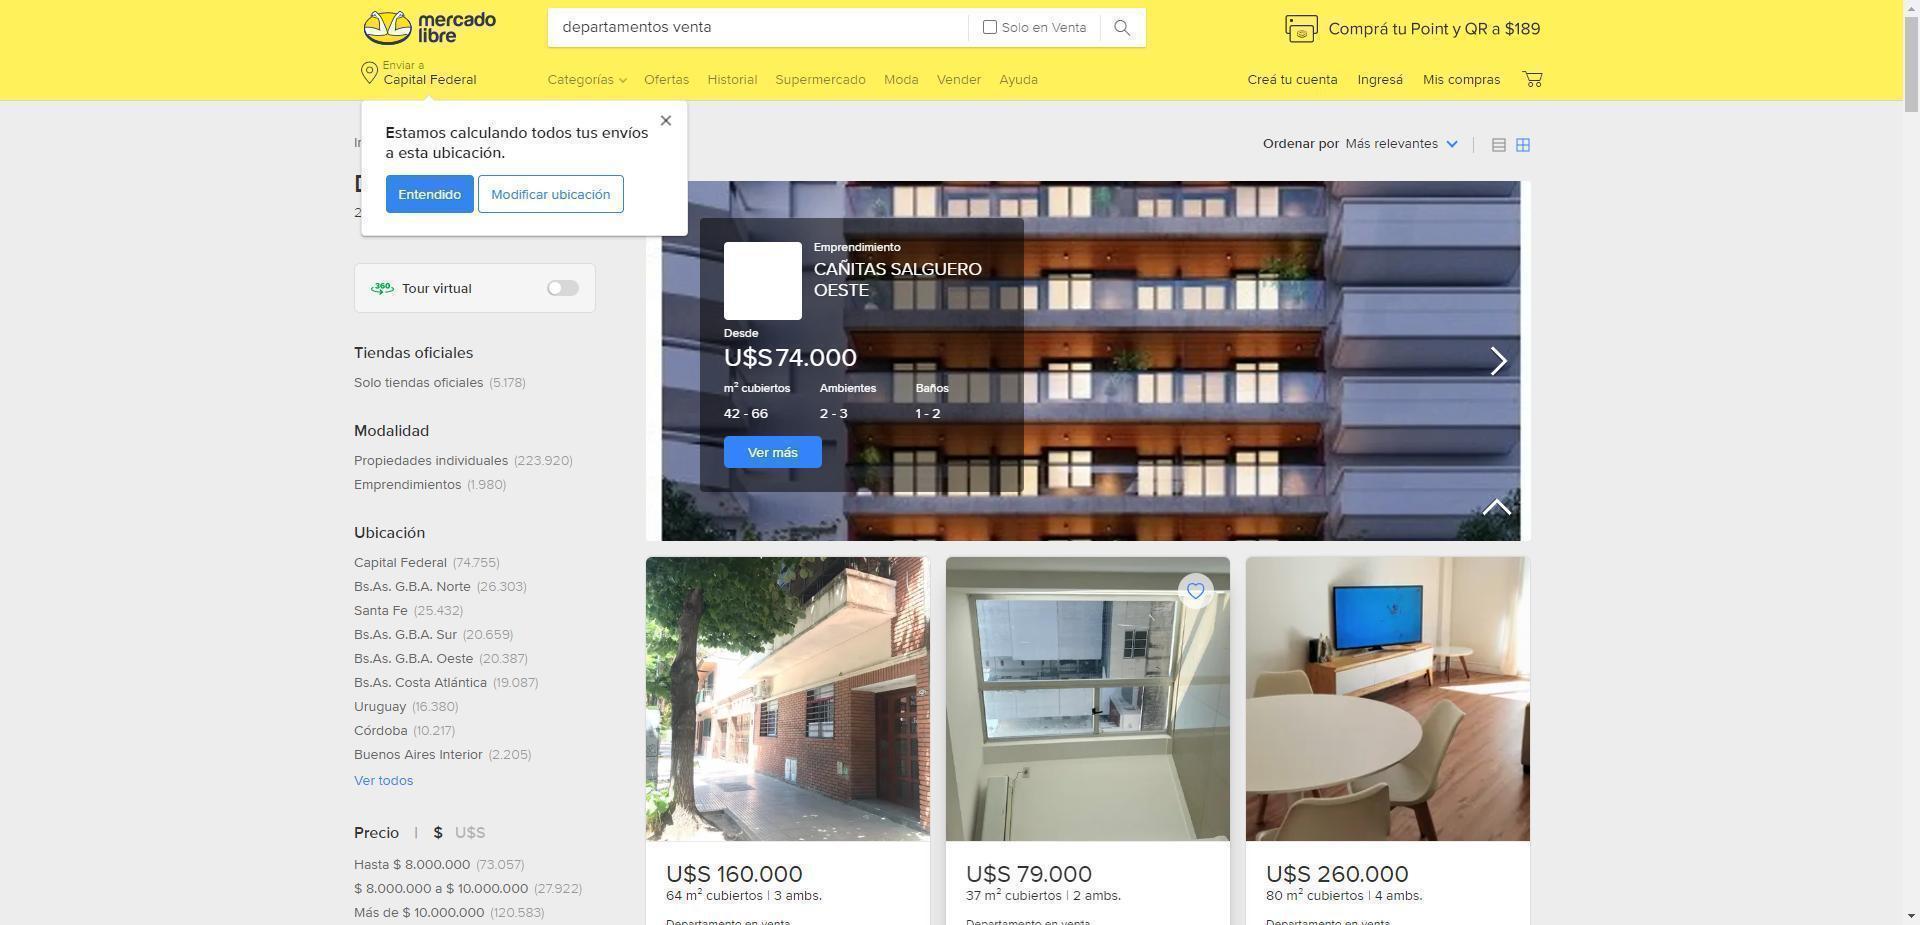 mercado
libre
departamentos venta
Solo en Venta
Comprá tu Point y QR a $189
Enviar a
Capital Federal
Categorías
Ofertas
Historial
Supermercado
Moda
Vender
Ayuda
Creá tu cuenta
Ingresá
Mis compras
Estamos calculando todos tus envíos
a esta ubicación.
Entendido
Modificar ubicación
Ordenar por Más relevantes
360
Tour virtual
Tiendas oficiales
Solo tiendas oficiales (5.178)
Modalidad
Propiedades individuales (223.920)
Emprendimientos (1.980)
Ubicación
Capital Federal (74.755)
Bs.As. G.B.A. Norte (26.303)
Santa Fe (25.432)
Bs.As. G.B.A. Sur (20.659)
Bs.As. G.B.A. Oeste (20.387)
Bs.As. Costa Atlántica (19.087)
Uruguay (16.380)
Córdoba (10.217)
Buenos Aires Interior (2.205)
Ver todos
Precio | $ U$S
Hasta $ 8.000.000 (73.057)
$ 8.000.000 a $ 10.000.000 (27.922)
Más de $ 10.000.000 (120.583)
Emprendimiento
CAÑITAS SALGUERO
OESTE
Desde
U$S 74.000
m² cubiertos Ambientes Baños
42 - 66 2 - 3 1 - 2
Ver más
U$S 160.000
64 m² cubiertos | 3 ambs.
Departamento en venta
U$S 79.000
37 m² cubiertos | 2 ambs.
Departamento en venta
U$S 260.000
80 m² cubiertos | 4 ambs.
Departamento en venta